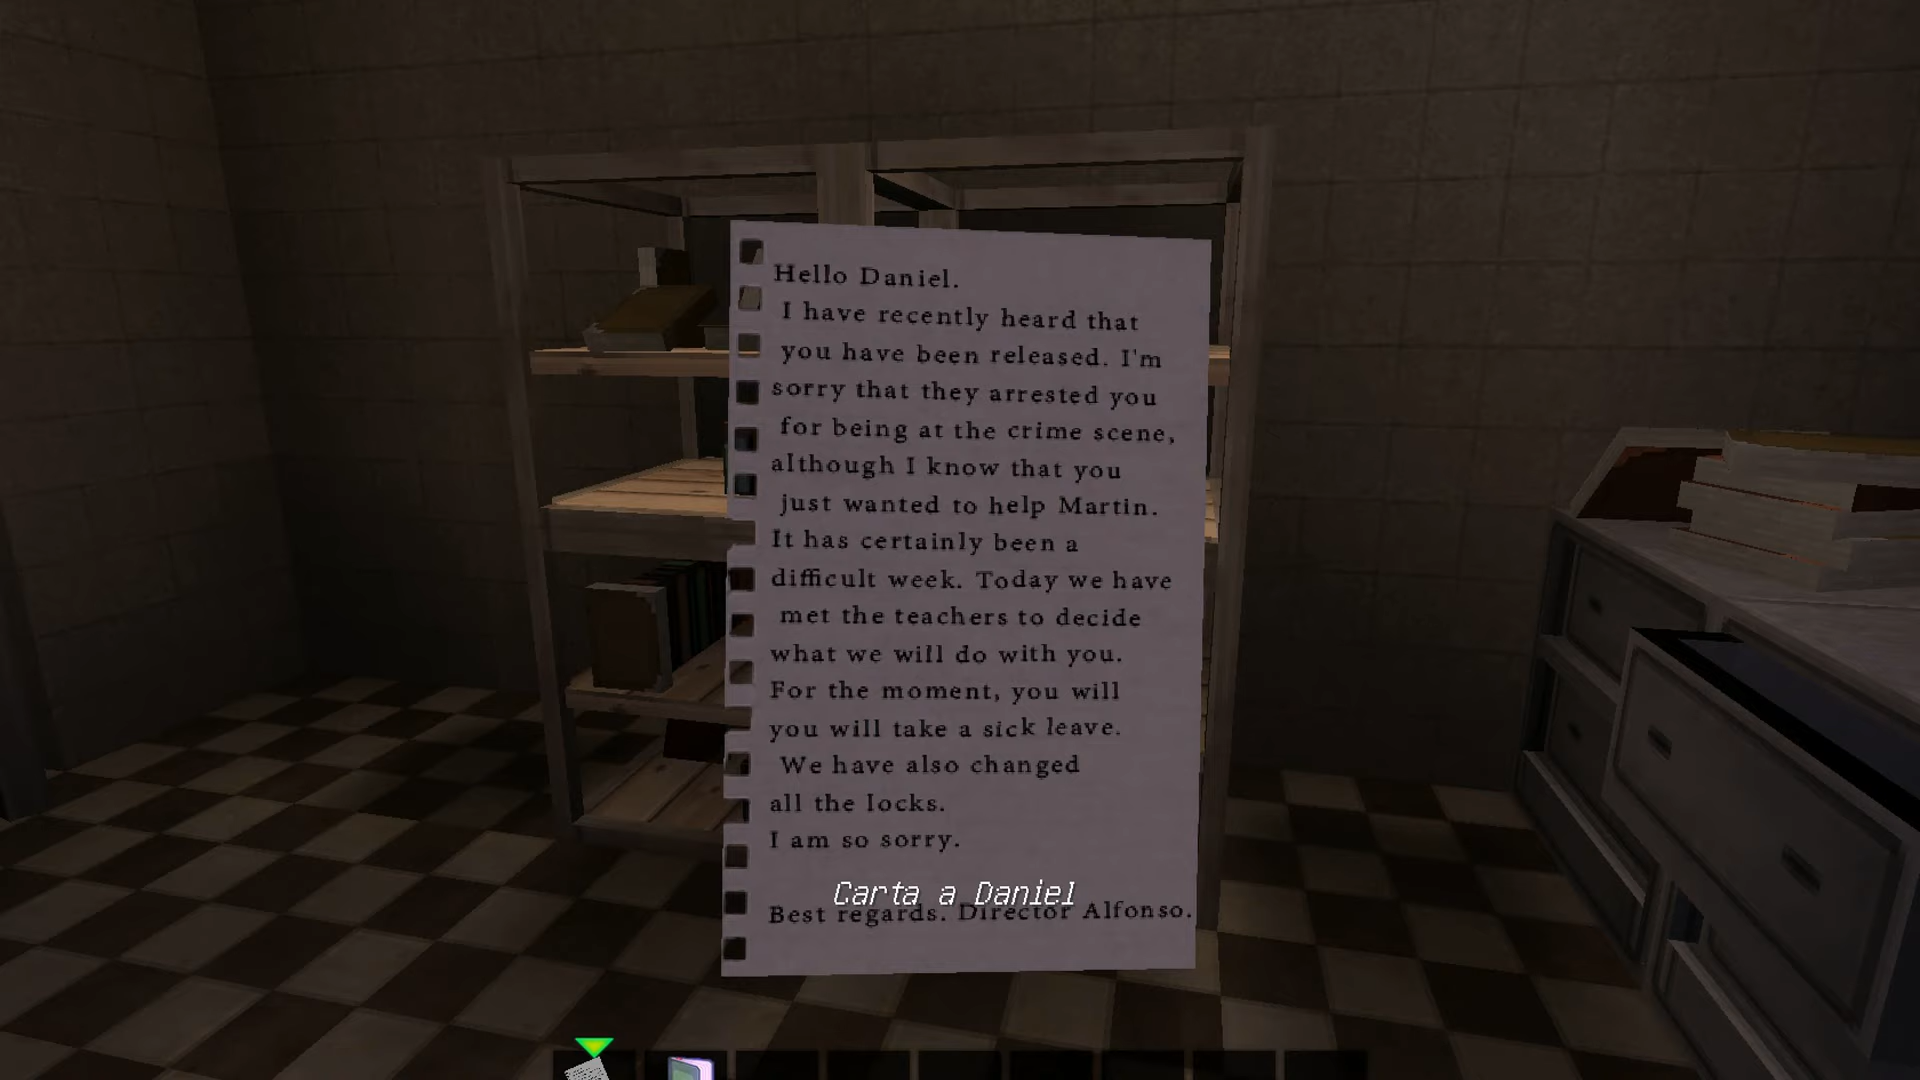 Hello Daniel.
I have recently heard that
you have been released. I'm
sorry that they arrested you
for being at the crime scene,
although I know that you
just wanted to help Martin.
It has certainly been a
difficult week. Today we have
met the teachers to decide
what we will do with you.
For the moment, you will
you will take a sick leave.
We have also changed
all the locks.
I am so sorry.
Carta a Daniel
Best regards. Director Alfonso.